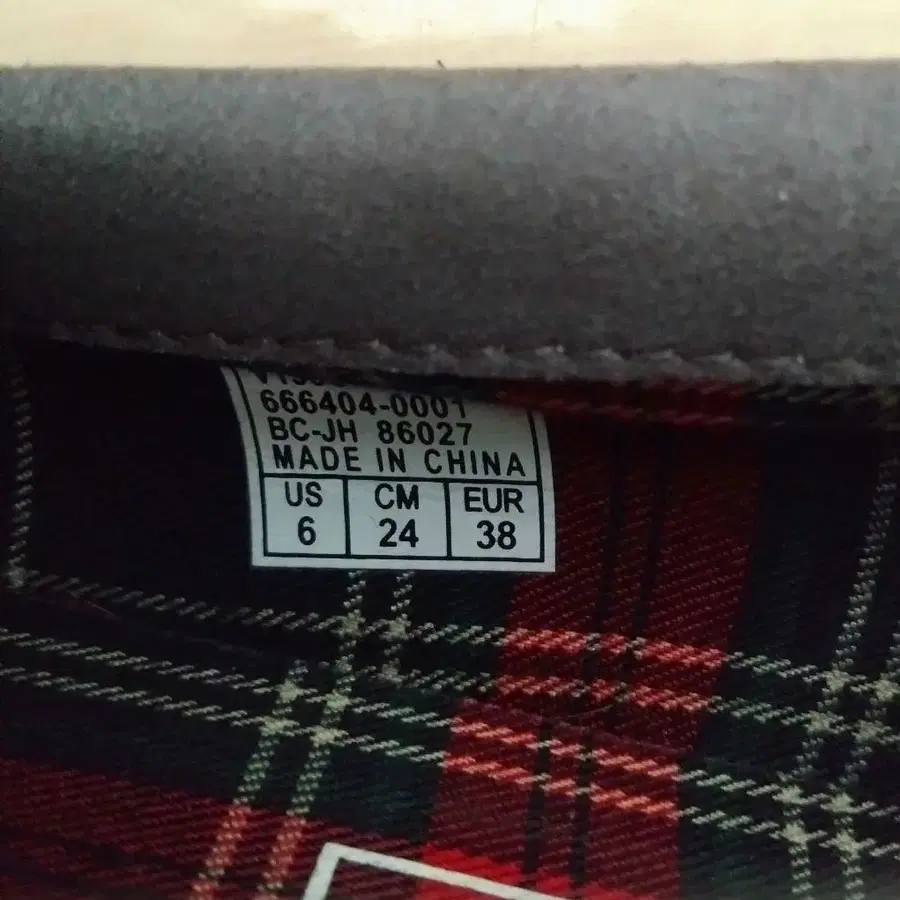 666404-0001
BC-JH 86027
MADE IN CHINA
US CM EUR
6 24 38